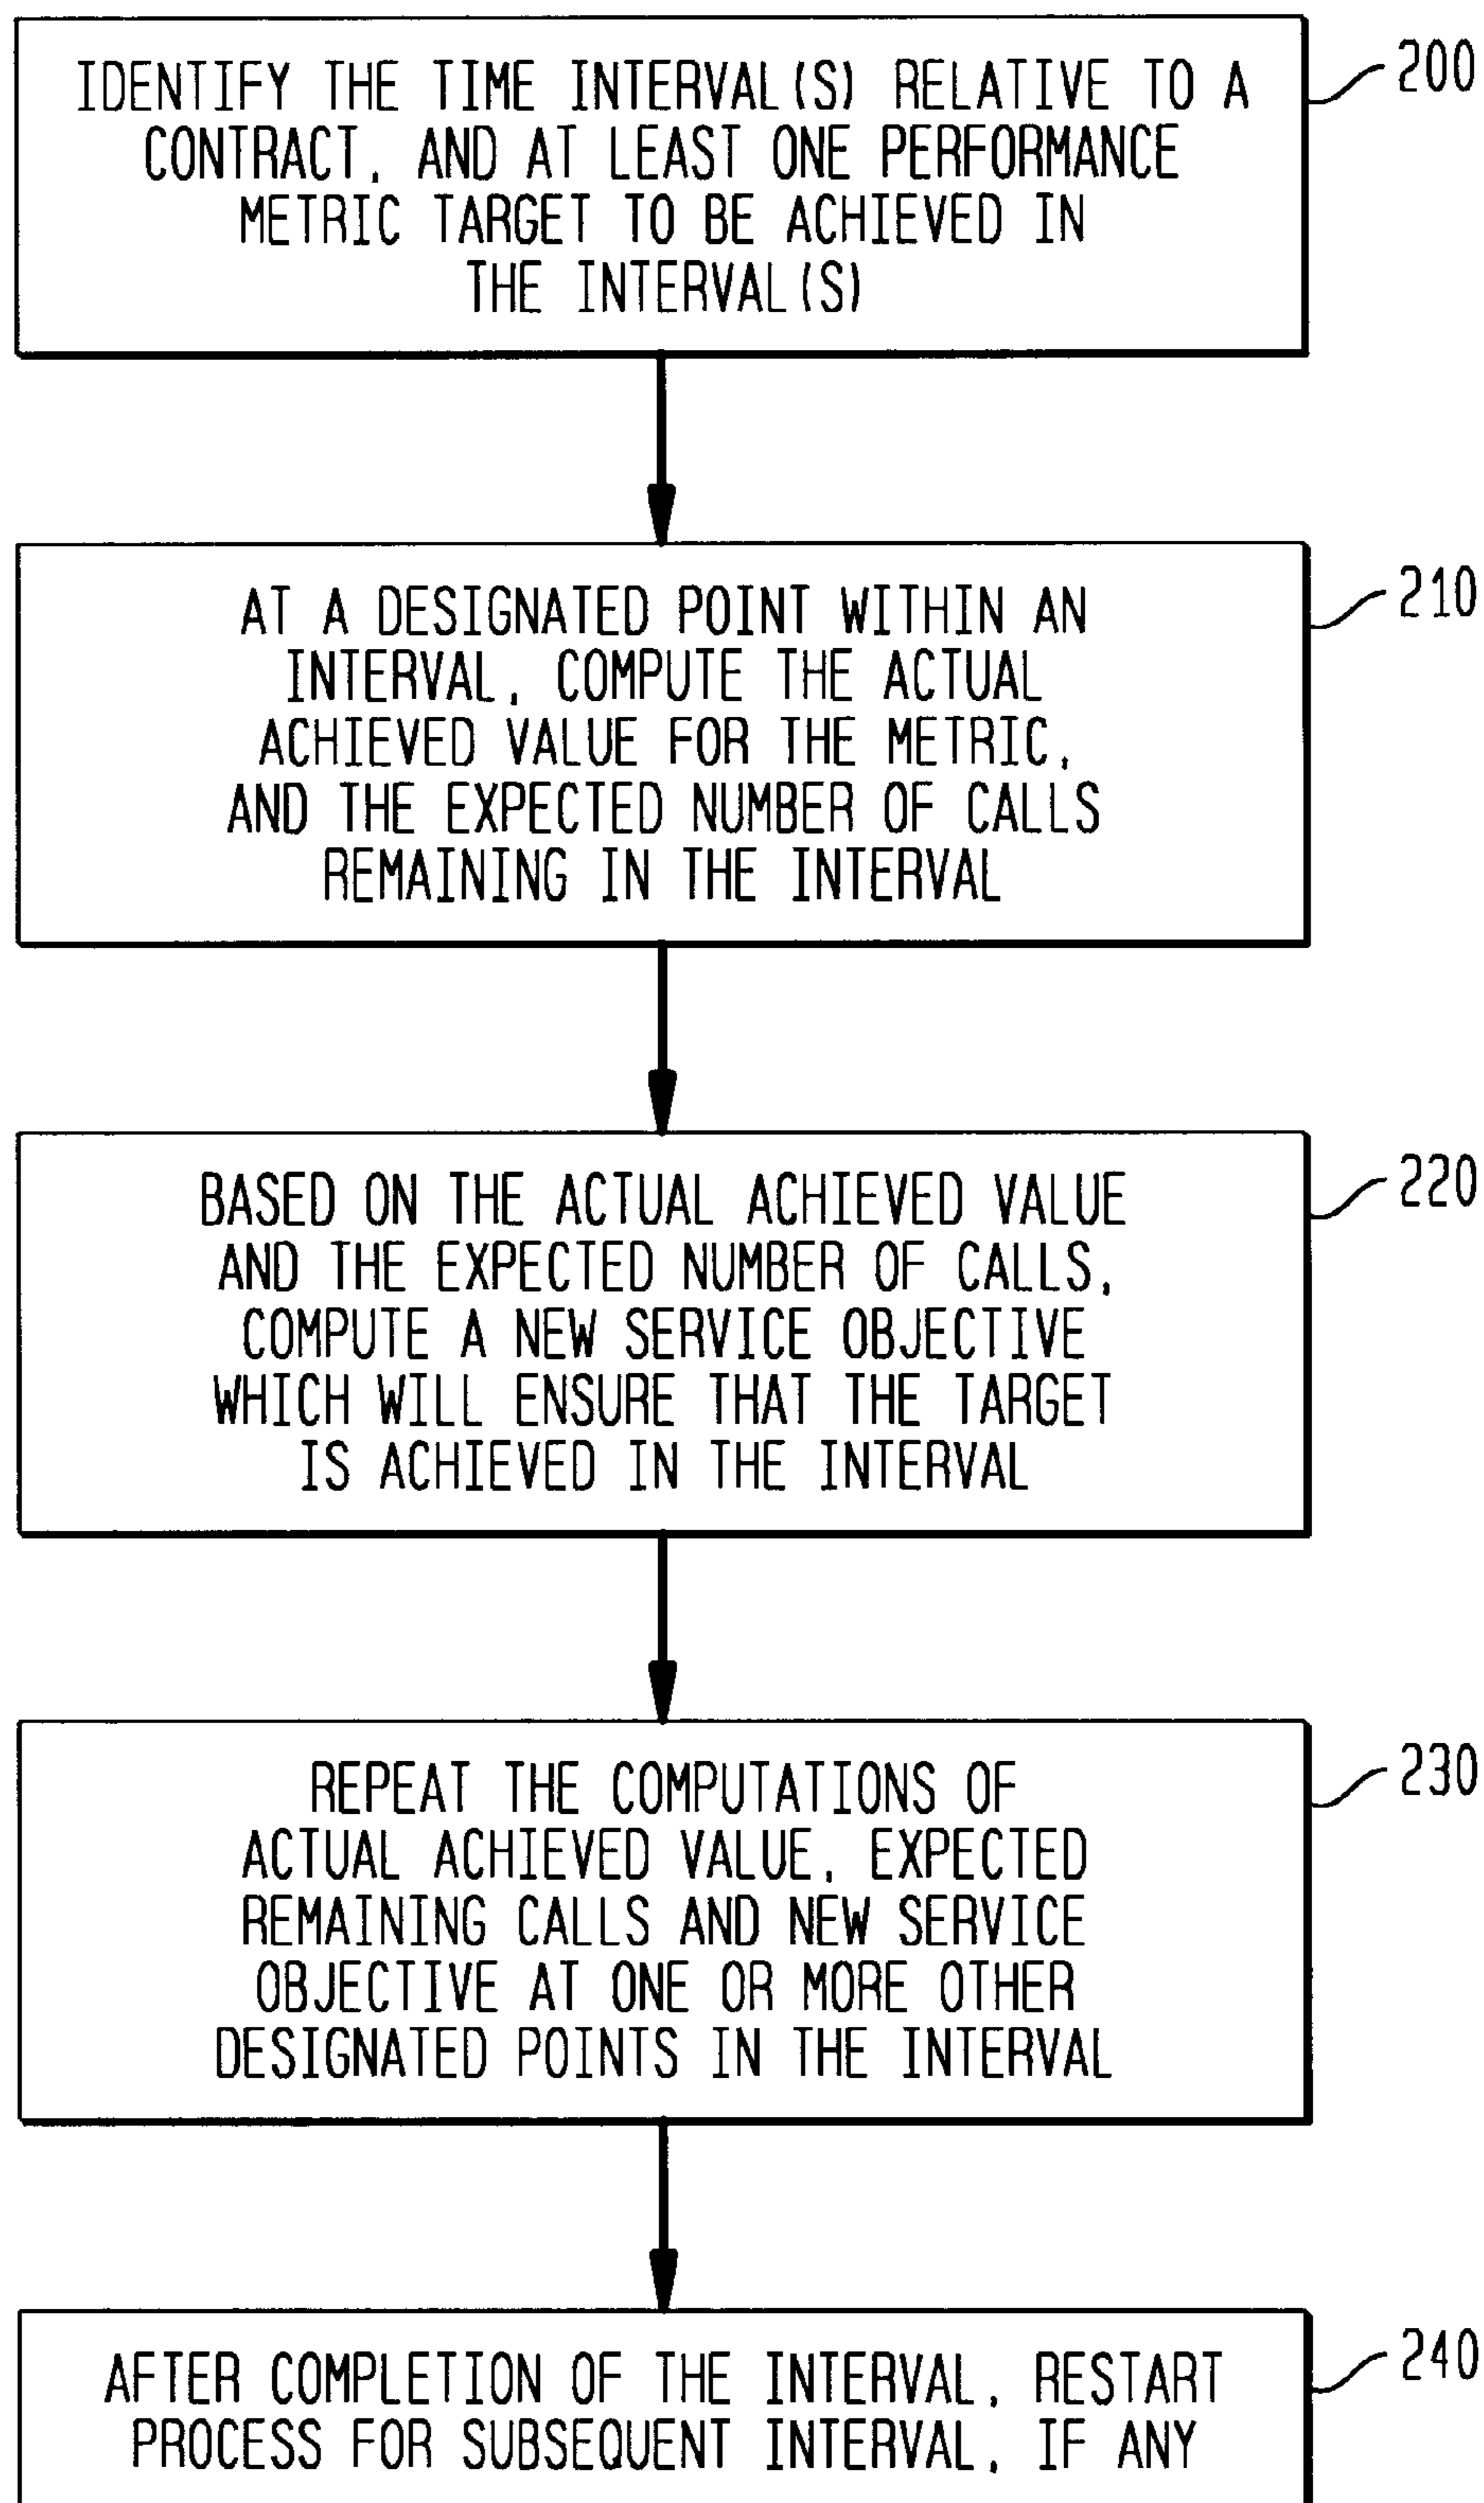 IDENTIFY THE TIME INTERVAL(S) RELATIVE TO A
CONTRACT, AND AT LEAST ONE PERFORMANCE
METRIC TARGET TO BE ACHIEVED IN
THE INTERVAL(S)
200
AT A DESIGNATED POINT WITHIN AN
INTERVAL, COMPUTE THE ACTUAL
ACHIEVED VALUE FOR THE METRIC,
AND THE EXPECTED NUMBER OF CALLS
REMAINING IN THE INTERVAL
210
BASED ON THE ACTUAL ACHIEVED VALUE
AND THE EXPECTED NUMBER OF CALLS,
COMPUTE A NEW SERVICE OBJECTIVE
WHICH WILL ENSURE THAT THE TARGET
IS ACHIEVED IN THE INTERVAL
220
REPEAT THE COMPUTATIONS OF
ACTUAL ACHIEVED VALUE, EXPECTED
REMAINING CALLS AND NEW SERVICE
OBJECTIVE AT ONE OR MORE OTHER
DESIGNATED POINTS IN THE INTERVAL
230
AFTER COMPLETION OF THE INTERVAL, RESTART
PROCESS FOR SUBSEQUENT INTERVAL, IF ANY
240